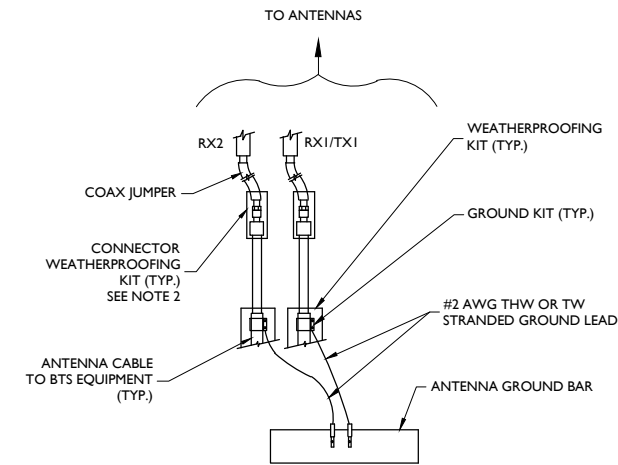 TO ANTENNAS
RX2
RX1/TX1
WEATHERPROOFING
KIT (TYP.)
COAX JUMPER
GROUND KIT (TYP.)
CONNECTOR
WEATHERPROOFING
KIT (TYP.)
SEE NOTE 2
#2 AWG THW OR TW
STRANDED GROUND LEAD
ANTENNA CABLE
TO BTS EQUIPMENT
(TYP.)
ANTENNA GROUND BAR